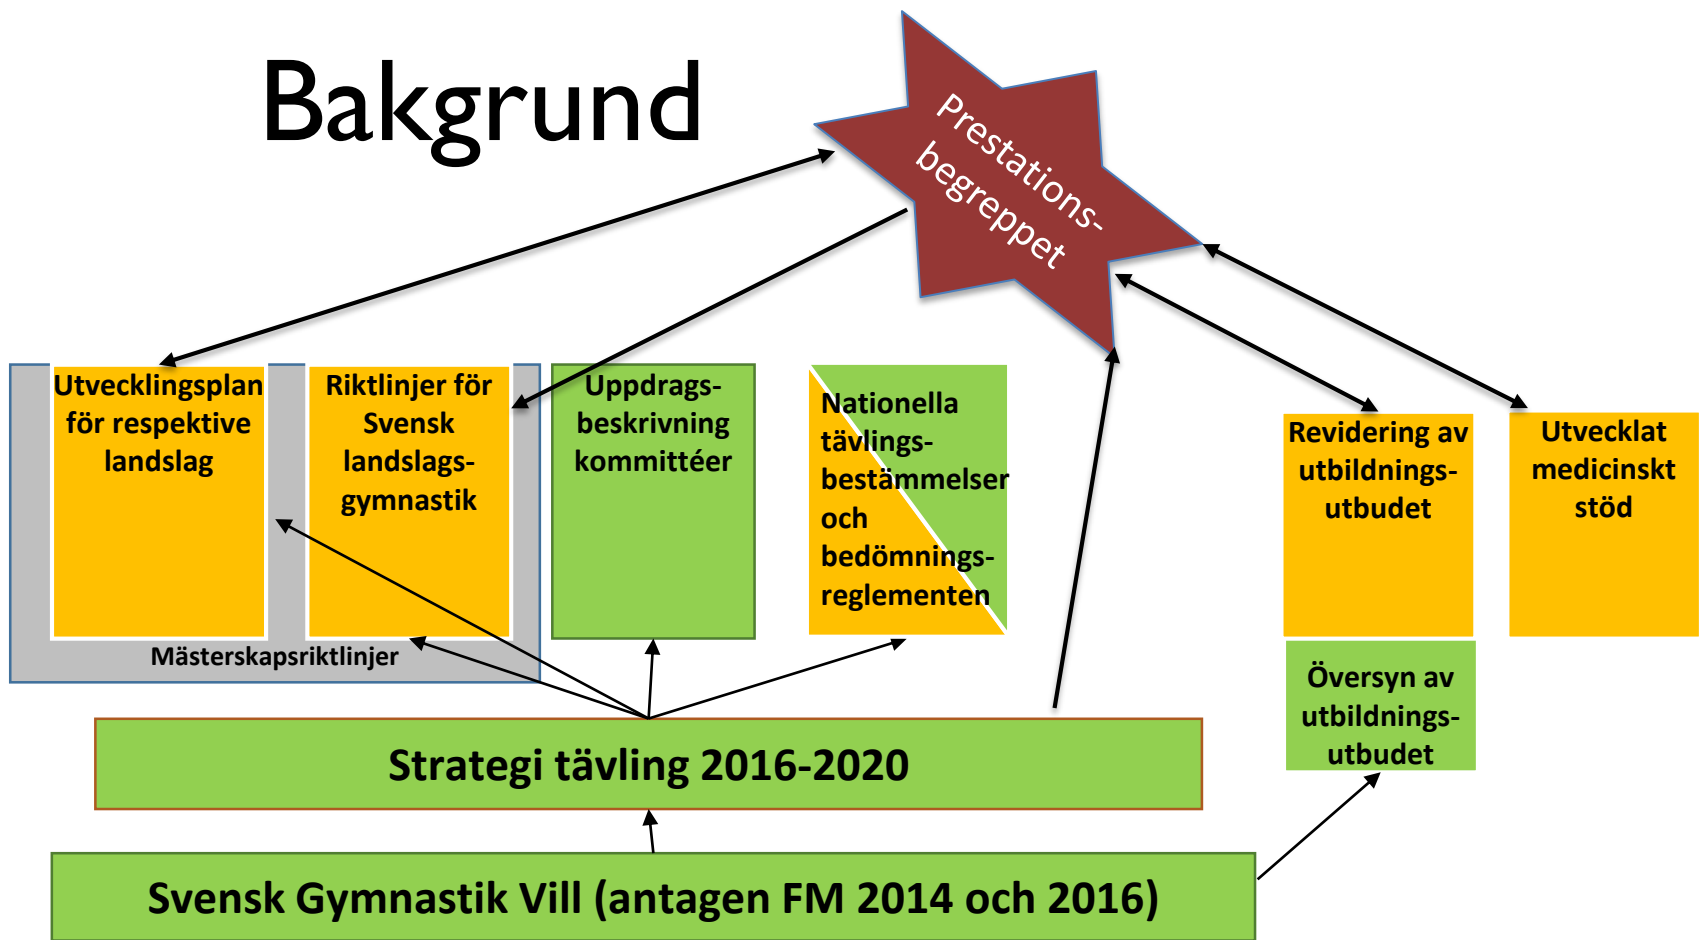 Bakgrund
Prestations-
begreppet
Utvecklingsplan
för respektive
landslag
Riktlinjer för
Svensk
landslags-
gymnastik
Mästerskapsriktlinjer
Uppdrags-
beskrivning
kommittéer
Nationella
tävlings-
bestämmelser
och
bedömnings-
reglementen
Revidering av
utbildnings-
utbudet
Utvecklat
medicinskt
stöd
Översyn av
utbildnings-
utbudet
Strategi tävling 2016-2020
Svensk Gymnastik Vill (antagen FM 2014 och 2016)